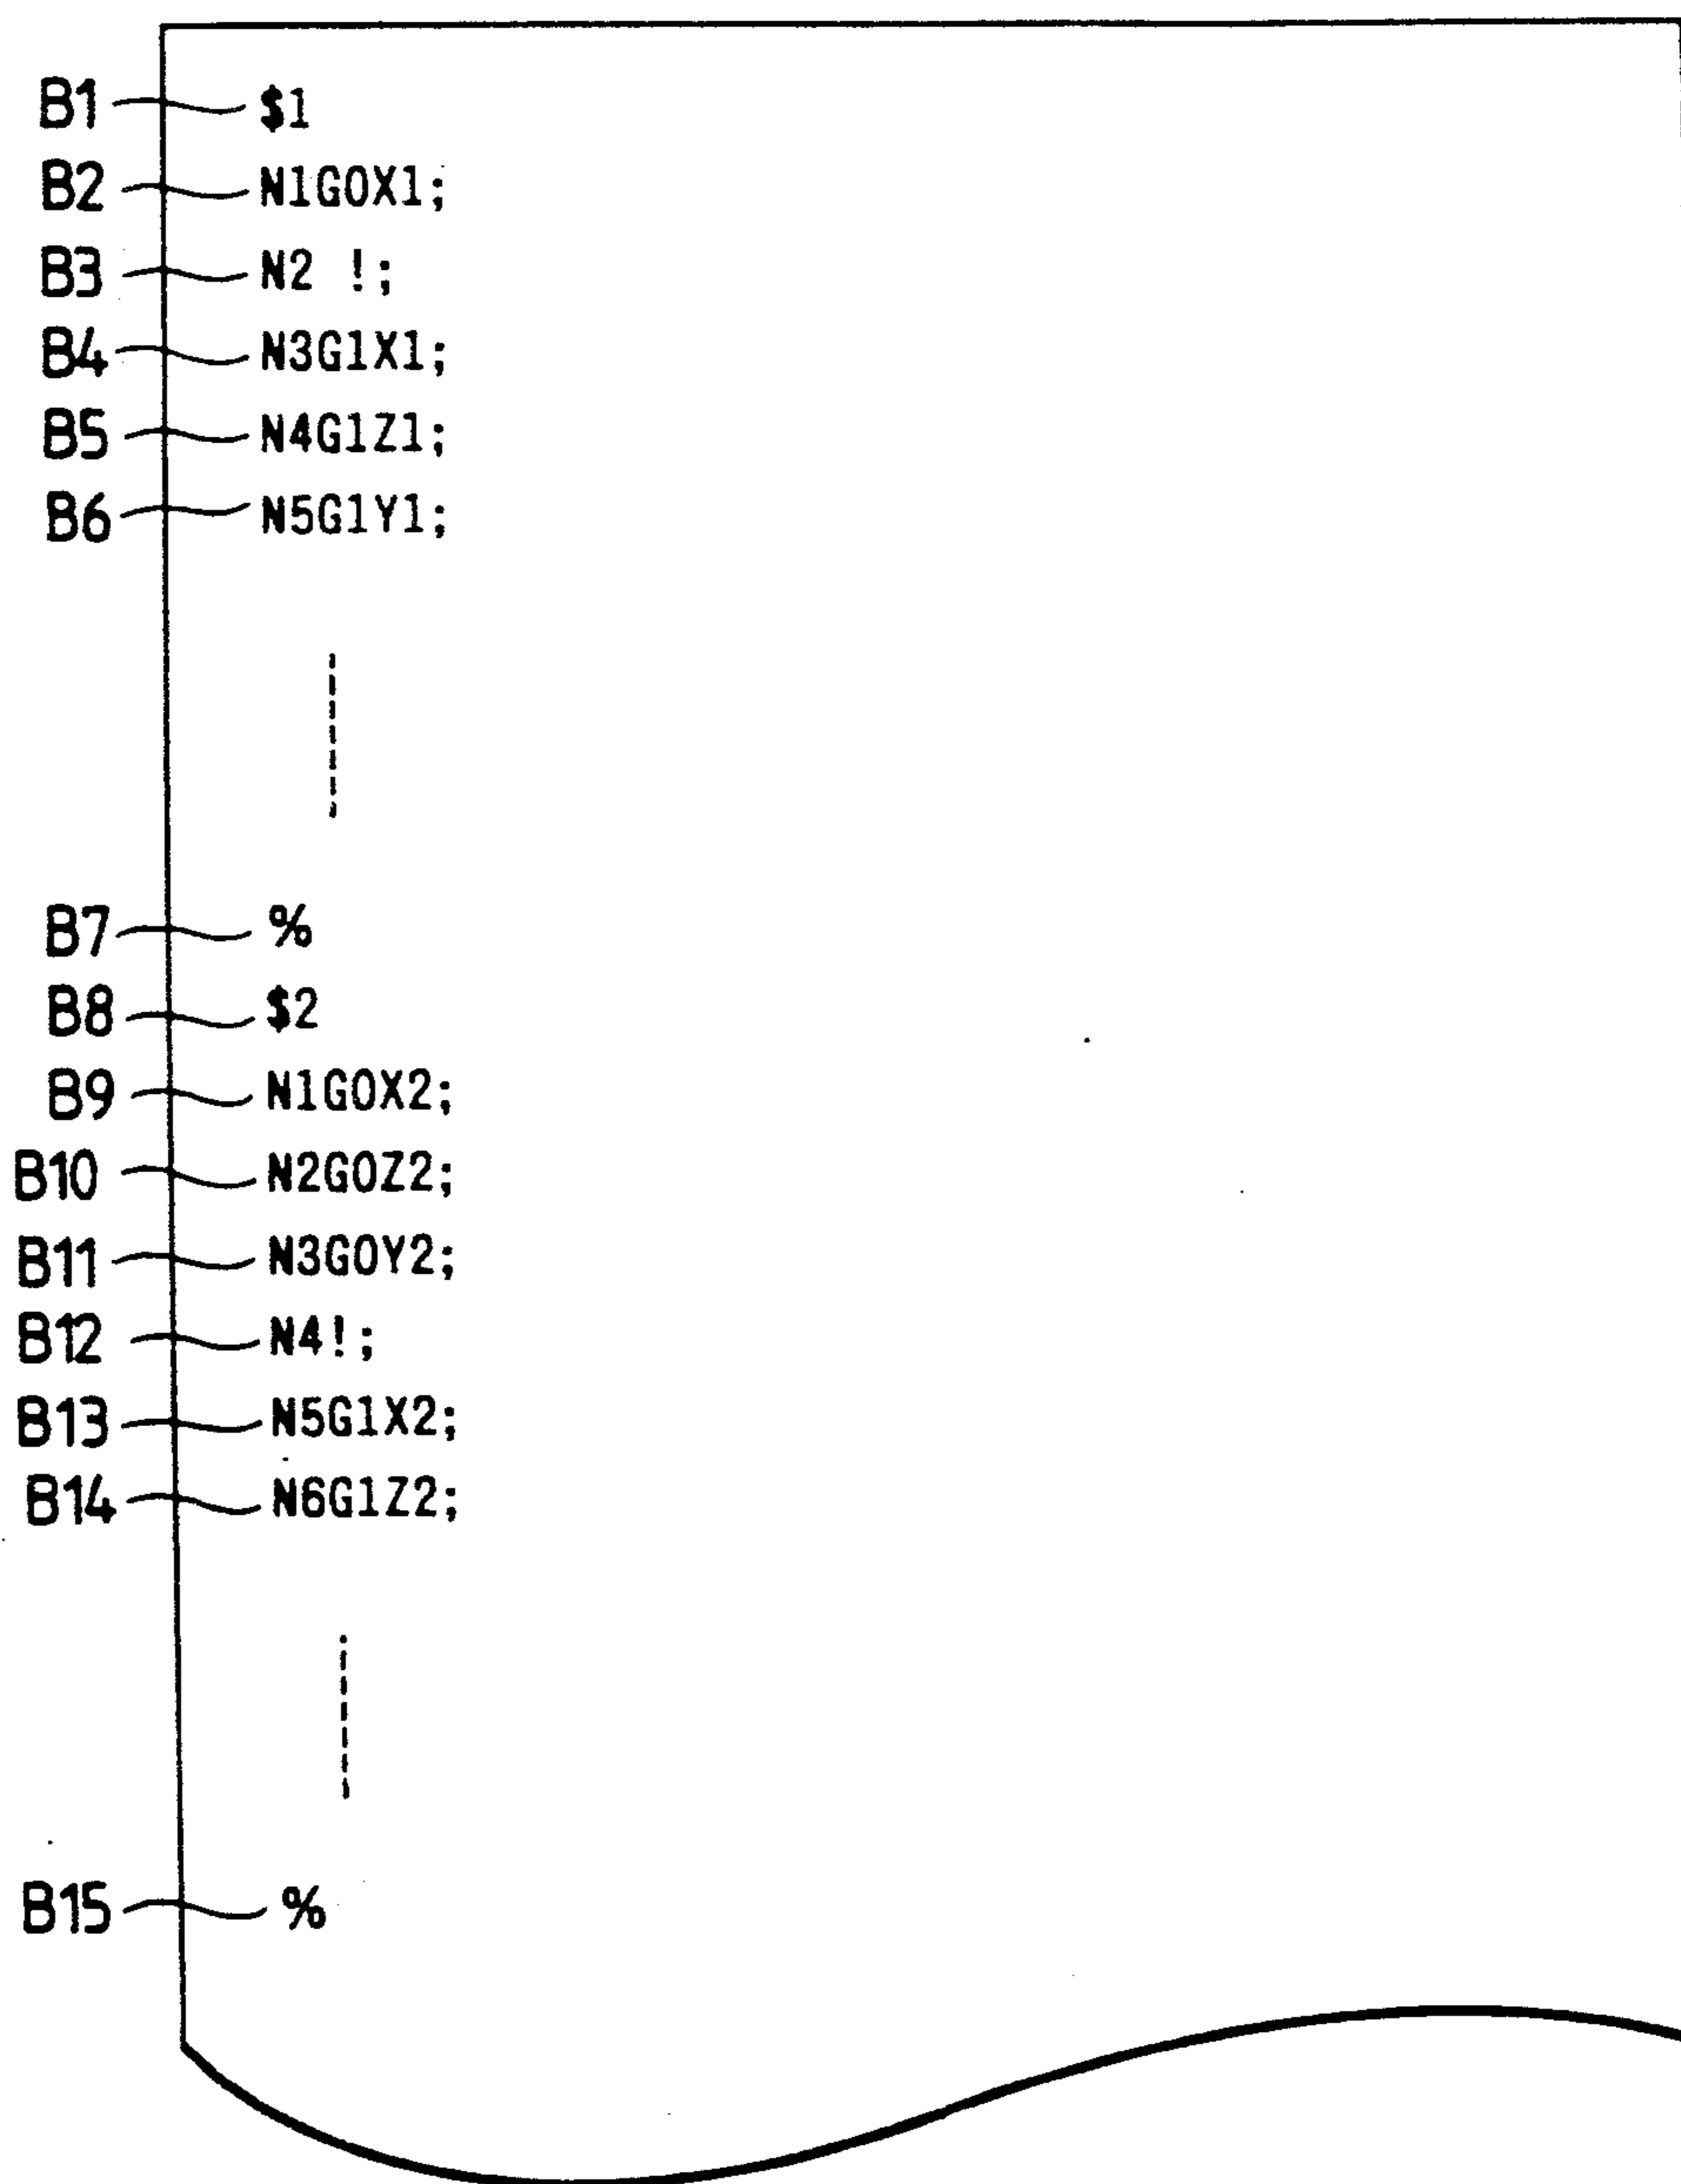 B1 $1
B2 N1G0X1;
B3 N2 !;
B4 N3G1X1;
B5 N4G1Z1;
B6 N5G1Y1;
B7 %
B8 $2
B9 N1G0X2;
B10 N2G0Z2;
B11 N3G0Y2;
B12 N4!;
B13 N5G1X2;
B14 N6G1Z2;
B15 %